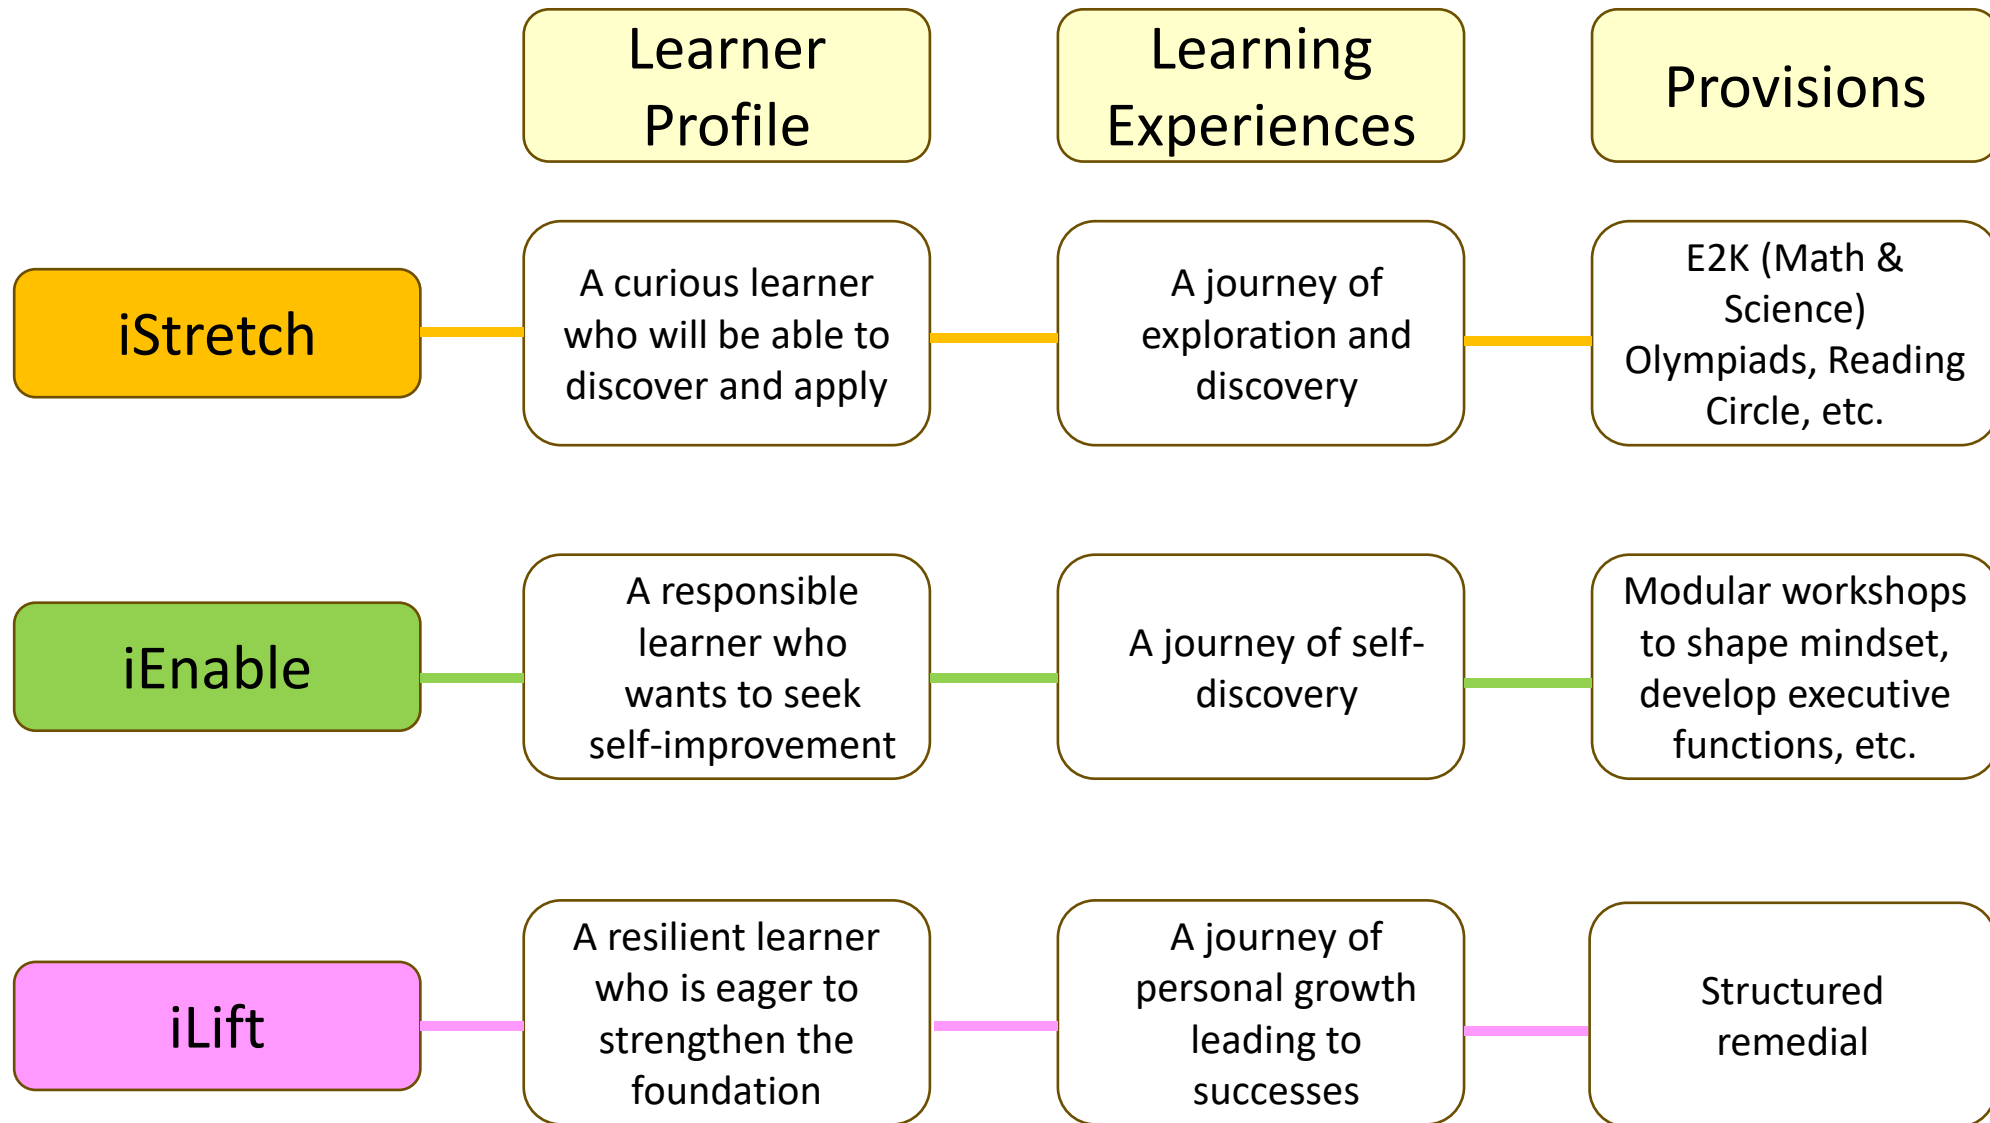 Learner
Profile
Learning
Experiences
Provisions
iStretch
A curious learner
who will be able to
discover and apply
A journey of
exploration and
discovery
E2K (Math &
Science)
Olympiads, Reading
Circle, etc.
iEnable
A responsible
learner who
wants to seek
self-improvement
A journey of self-
discovery
Modular workshops
to shape mindset,
develop executive
functions, etc.
iLift
A resilient learner
who is eager to
strengthen the
foundation
A journey of
personal growth
leading to
successes
Structured
remedial